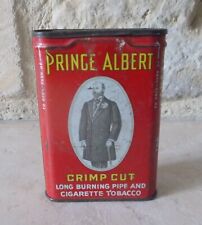 PRINCE ALBERT
CRIMP CUT
LONG BURNING PIPE AND
CIGARETTE TOBACCO